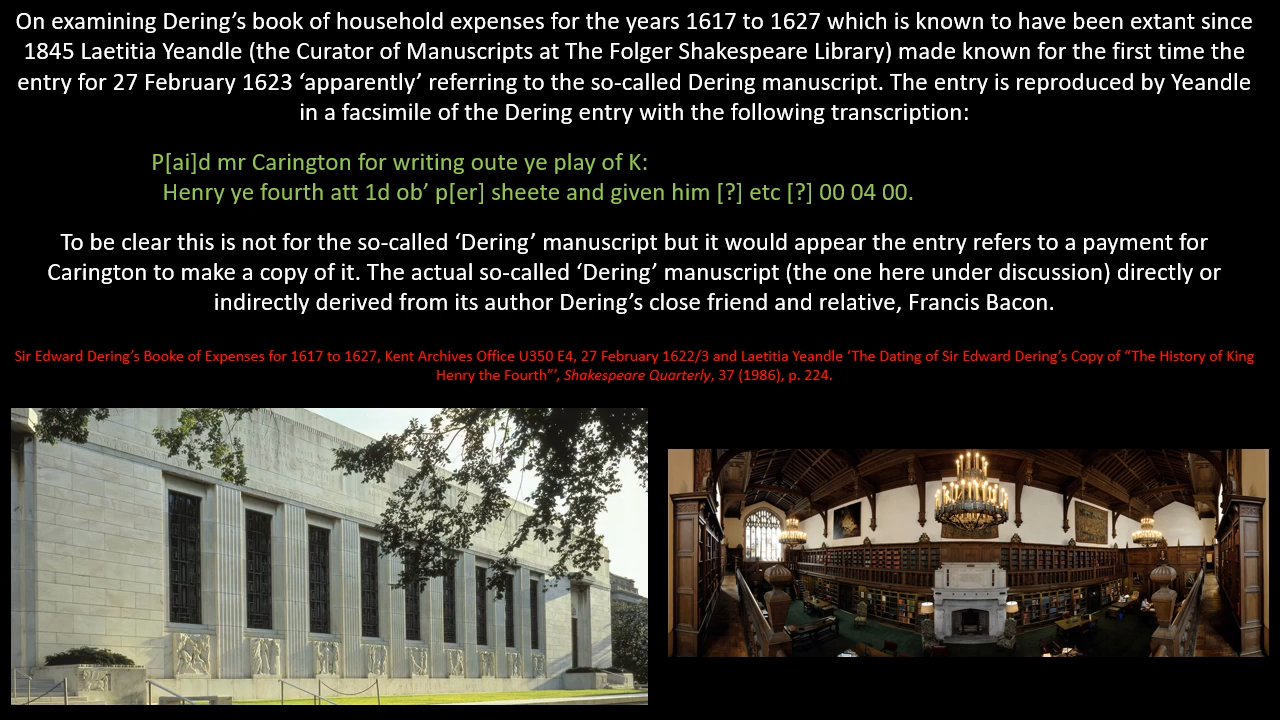 On examining Dering’s book of household expenses for the years 1617 to 1627 which is known to have been extant since
1845 Laetitia Yeandle (the Curator of Manuscripts at The Folger Shakespeare Library) made known for the first time the
entry for 27 February 1623 ‘apparently’ referring to the so-called Dering manuscript. The entry is reproduced by Yeandle
in a facsimile of the Dering entry with the following transcription:
P[ai]d mr Carington for writing oute ye play of K:
Henry ye fourth att 1d ob’ p[er] sheete and given him [?] etc [?] 00 04 00.
To be clear this is not for the so-called ‘Dering’ manuscript but it would appear the entry refers to a payment for
Carington to make a copy of it. The actual so-called ‘Dering’ manuscript (the one here under discussion) directly or
indirectly derived from its author Dering’s close friend and relative, Francis Bacon.
Sir Edward Dering’s Booke of Expenses for 1617 to 1627, Kent Archives Office U350 E4, 27 February 1622/3 and Laetitia Yeandle ‘The Dating of Sir Edward Dering’s Copy of “The History of King
Henry the Fourth”’, Shakespeare Quarterly, 37 (1986), p. 224.